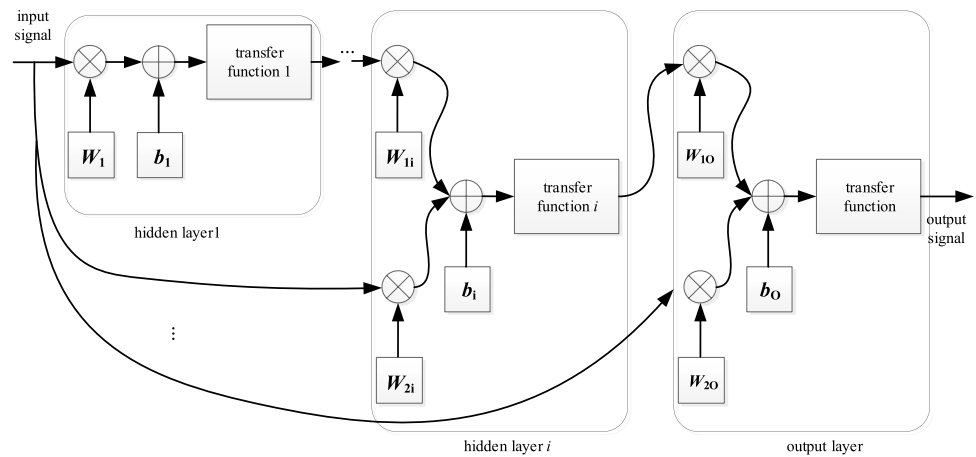 input
signal
transfer
function 1
...
W1
b1
hidden layer1
W1i
transfer
function i
bi
W2i
hidden layer i
W1O
transfer
function
output
signal
bO
W2O
output layer